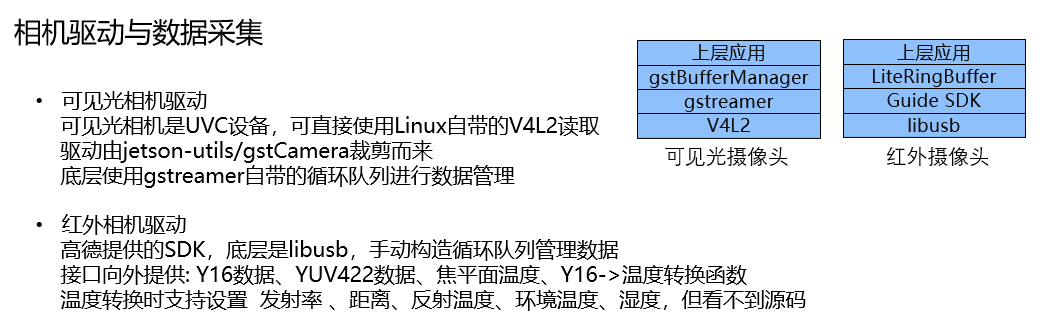 相机驱动与数据采集
• 可见光相机驱动
可见光相机是UVC设备，可直接使用Linux自带的V4L2读取
驱动由jetson-utils/gstCamera裁剪而来
底层使用gstreamer自带的循环队列进行数据管理
• 红外相机驱动
高德提供的SDK，底层是libusb，手动构造循环队列管理数据
接口向外提供: Y16数据、YUV422数据、焦平面温度、Y16->温度转换函数
温度转换时支持设置 发射率 、距离、反射温度、环境温度、湿度，但看不到源码
上层应用
gstBufferManager
gstreamer
V4L2
可见光摄像头
上层应用
LiteRingBuffer
Guide SDK
libusb
红外摄像头